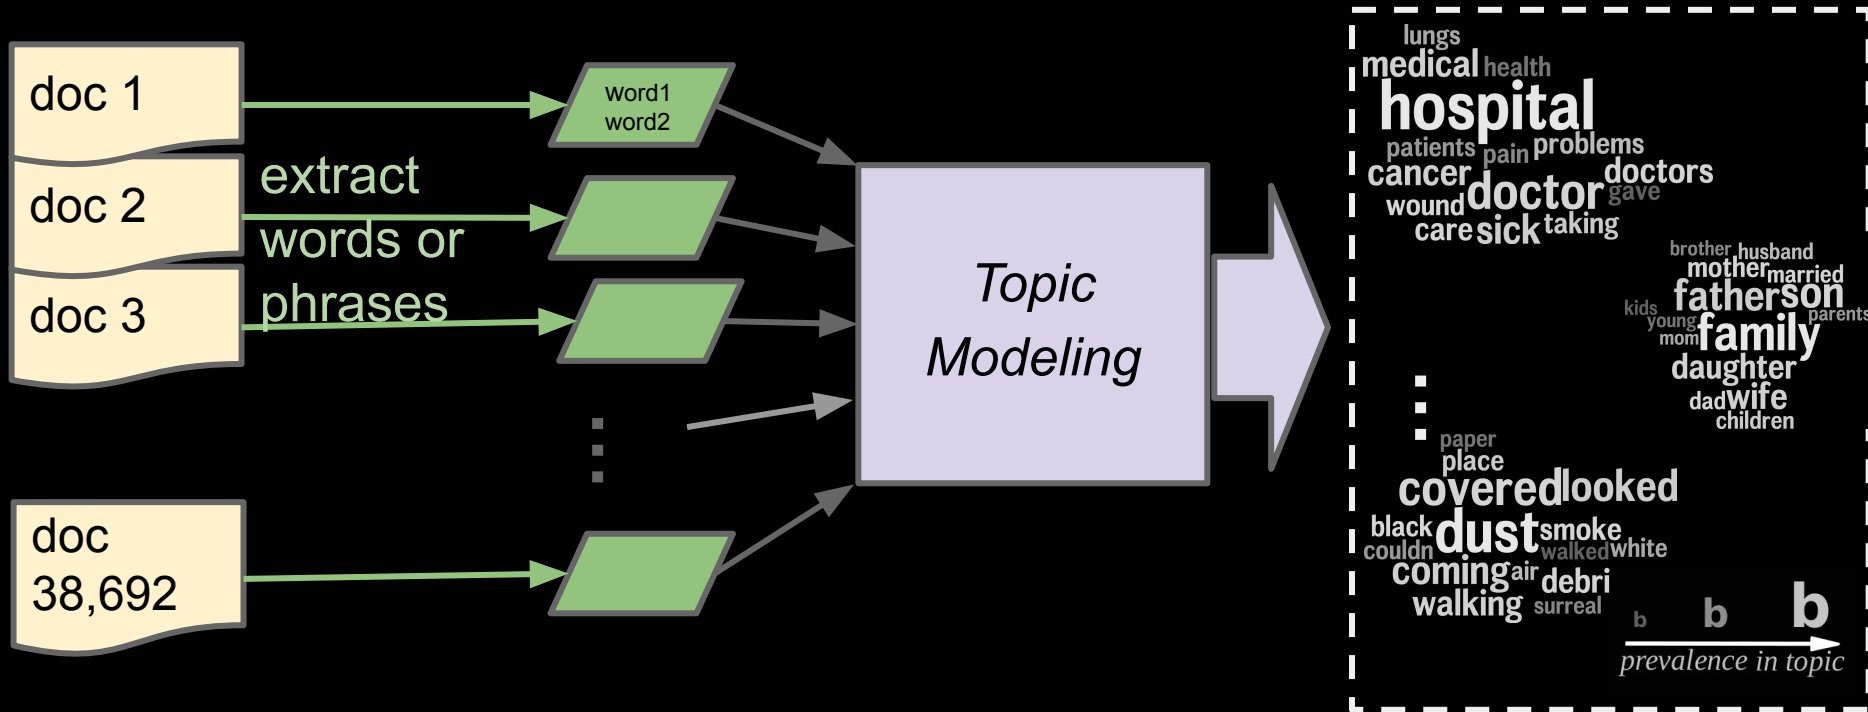 doc 1
doc 2
doc 3
doc
38,692
extract
words or
phrases
word1
word2
Topic
Modeling
lungs
medical health
hospital
patients pain problems
cancer doctor doctors
wound gave
care sick taking
brother husband
mother married
father son
kids parents
young family
mom
daughter
dad wife
children
paper
place
covered looked
black dust smoke
couldn walked white
coming air debri
walking surreal
b b b
prevalence in topic